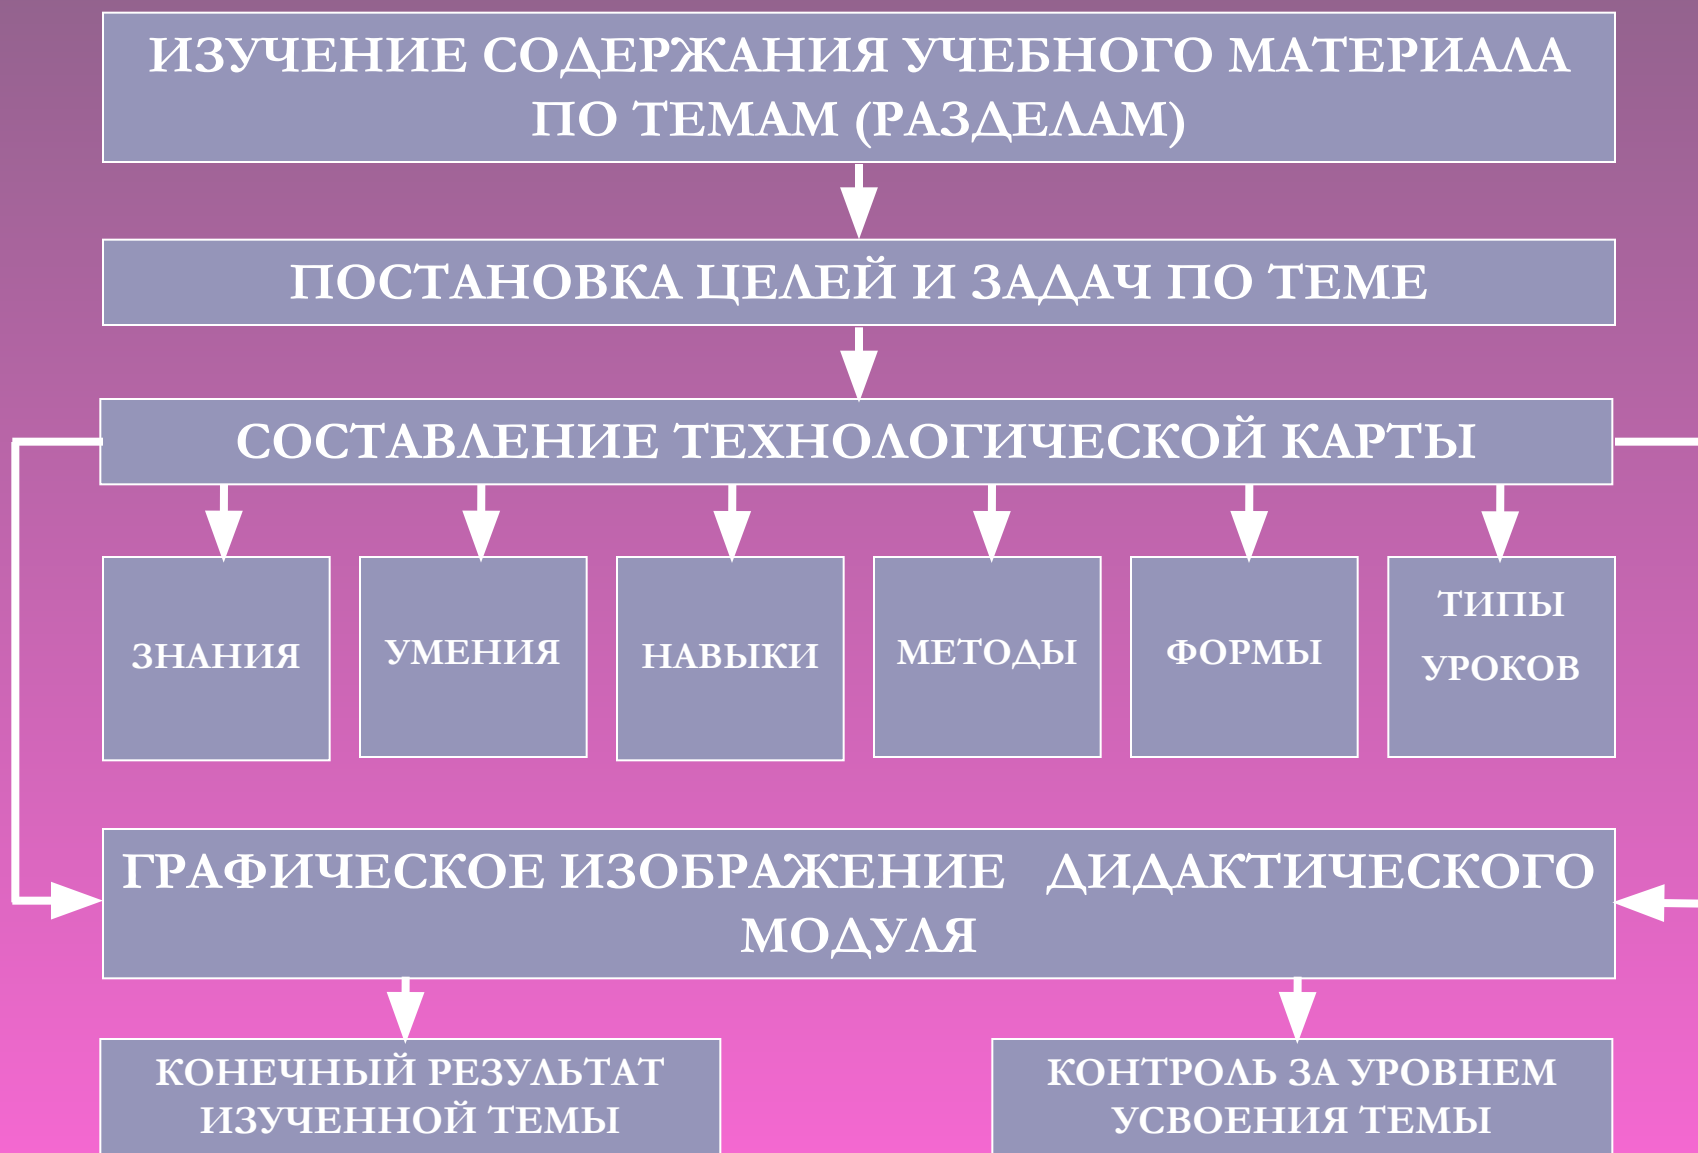 ИЗУЧЕНИЕ СОДЕРЖАНИЯ УЧЕБНОГО МАТЕРИАЛА
ПО ТЕМАМ (РАЗДЕЛАМ)
ПОСТАНОВКА ЦЕЛЕЙ И ЗАДАЧ ПО ТЕМЕ
СОСТАВЛЕНИЕ ТЕХНОЛОГИЧЕСКОЙ КАРТЫ
ЗНАНИЯ
УМЕНИЯ
НАВЫКИ
МЕТОДЫ
ФОРМЫ
ТИПЫ
УРОКОВ
ГРАФИЧЕСКОЕ ИЗОБРАЖЕНИЕ ДИДАКТИЧЕСКОГО
МОДУЛЯ
КОНЕЧНЫЙ РЕЗУЛЬТАТ
ИЗУЧЕННОЙ ТЕМЫ
КОНТРОЛЬ ЗА УРОВНЕМ
УСВОЕНИЯ ТЕМЫ